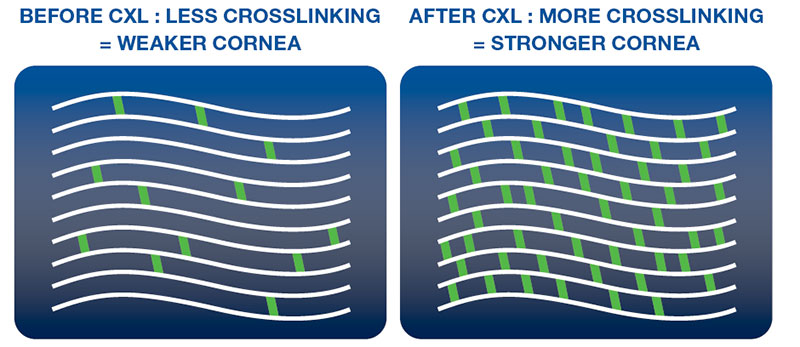 BEFORE CXL : LESS CROSSLINKING
= WEAKER CORNEA
AFTER CXL : MORE CROSSLINKING
= STRONGER CORNEA